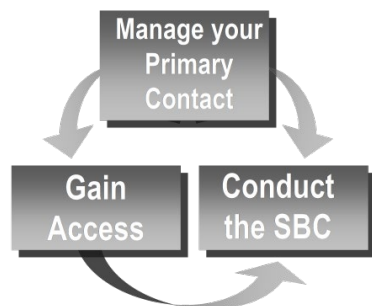 Manage your
Primary
Contact
Gain
Access
Conduct
the SBC